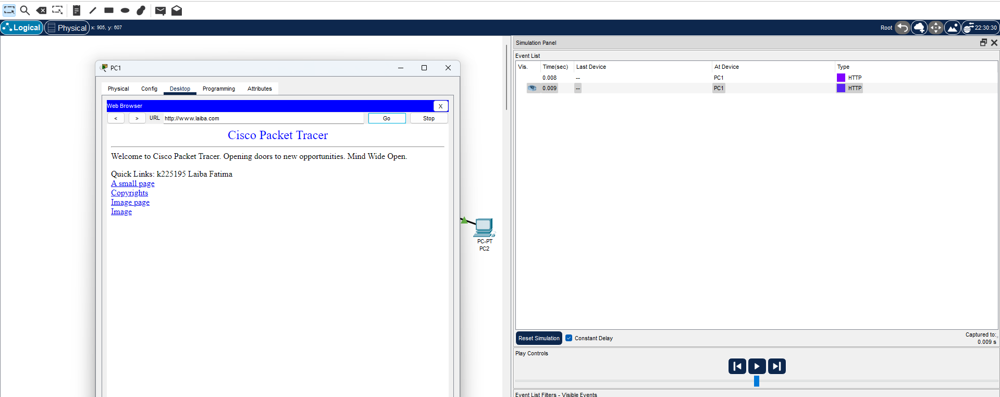 Logical
Physical
x: 905, y: 607
Root
22:30:30
Simulation Panel
Event List
Vis. Time(sec) Last Device At Device Type
0.008 -- PC1 HTTP
0.009 -- PC1 HTTP
PC1
Physical Config Desktop Programming Attributes
Web Browser X
< > URL http://www.laiba.com Go Stop
Cisco Packet Tracer
Welcome to Cisco Packet Tracer. Opening doors to new opportunities. Mind Wide Open.
Quick Links: k225195 Laiba Fatima
A small page
Copyrights
Image page
Image
PC-PT
PC2
Reset Simulation Constant Delay
Captured to:
0.009 s
Play Controls
Event List Filters - Visible Events